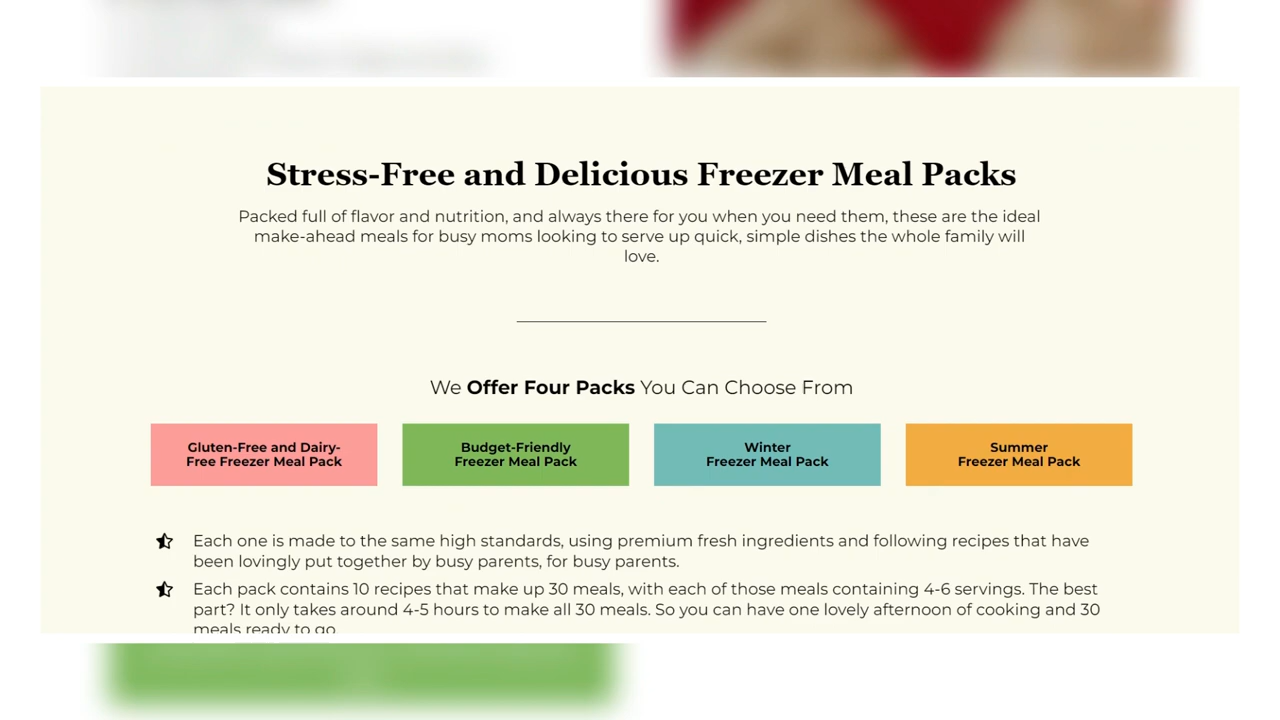 Stress-Free and Delicious Freezer Meal Packs
Packed full of flavor and nutrition, and always there for you when you need them, these are the ideal
make-ahead meals for busy moms looking to serve up quick, simple dishes the whole family will
love.
We Offer Four Packs You Can Choose From
Gluten-Free and Dairy-
Free Freezer Meal Pack
Budget-Friendly
Freezer Meal Pack
Winter
Freezer Meal Pack
Summer
Freezer Meal Pack
Each one is made to the same high standards, using premium fresh ingredients and following recipes that have
been lovingly put together by busy parents, for busy parents.
Each pack contains 10 recipes that make up 30 meals, with each of those meals containing 4-6 servings. The best
part? It only takes around 4-5 hours to make all 30 meals. So you can have one lovely afternoon of cooking and 30
meals ready to go.